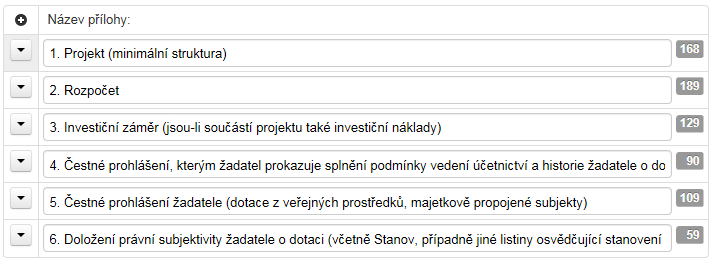 Název přílohy:
1. Projekt (minimální struktura) 168
2. Rozpočet 189
3. Investiční záměr (jsou-li součástí projektu také investiční náklady) 129
4. Čestné prohlášení, kterým žadatel prokazuje splnění podmínky vedení účetnictví a historie žadatele o do 90
5. Čestné prohlášení žadatele (dotace z veřejných prostředků, majetkově propojené subjekty) 109
6. Doložení právní subjektivity žadatele o dotaci (včetně Stanov, případně jiné listiny osvědčující stanovení 59